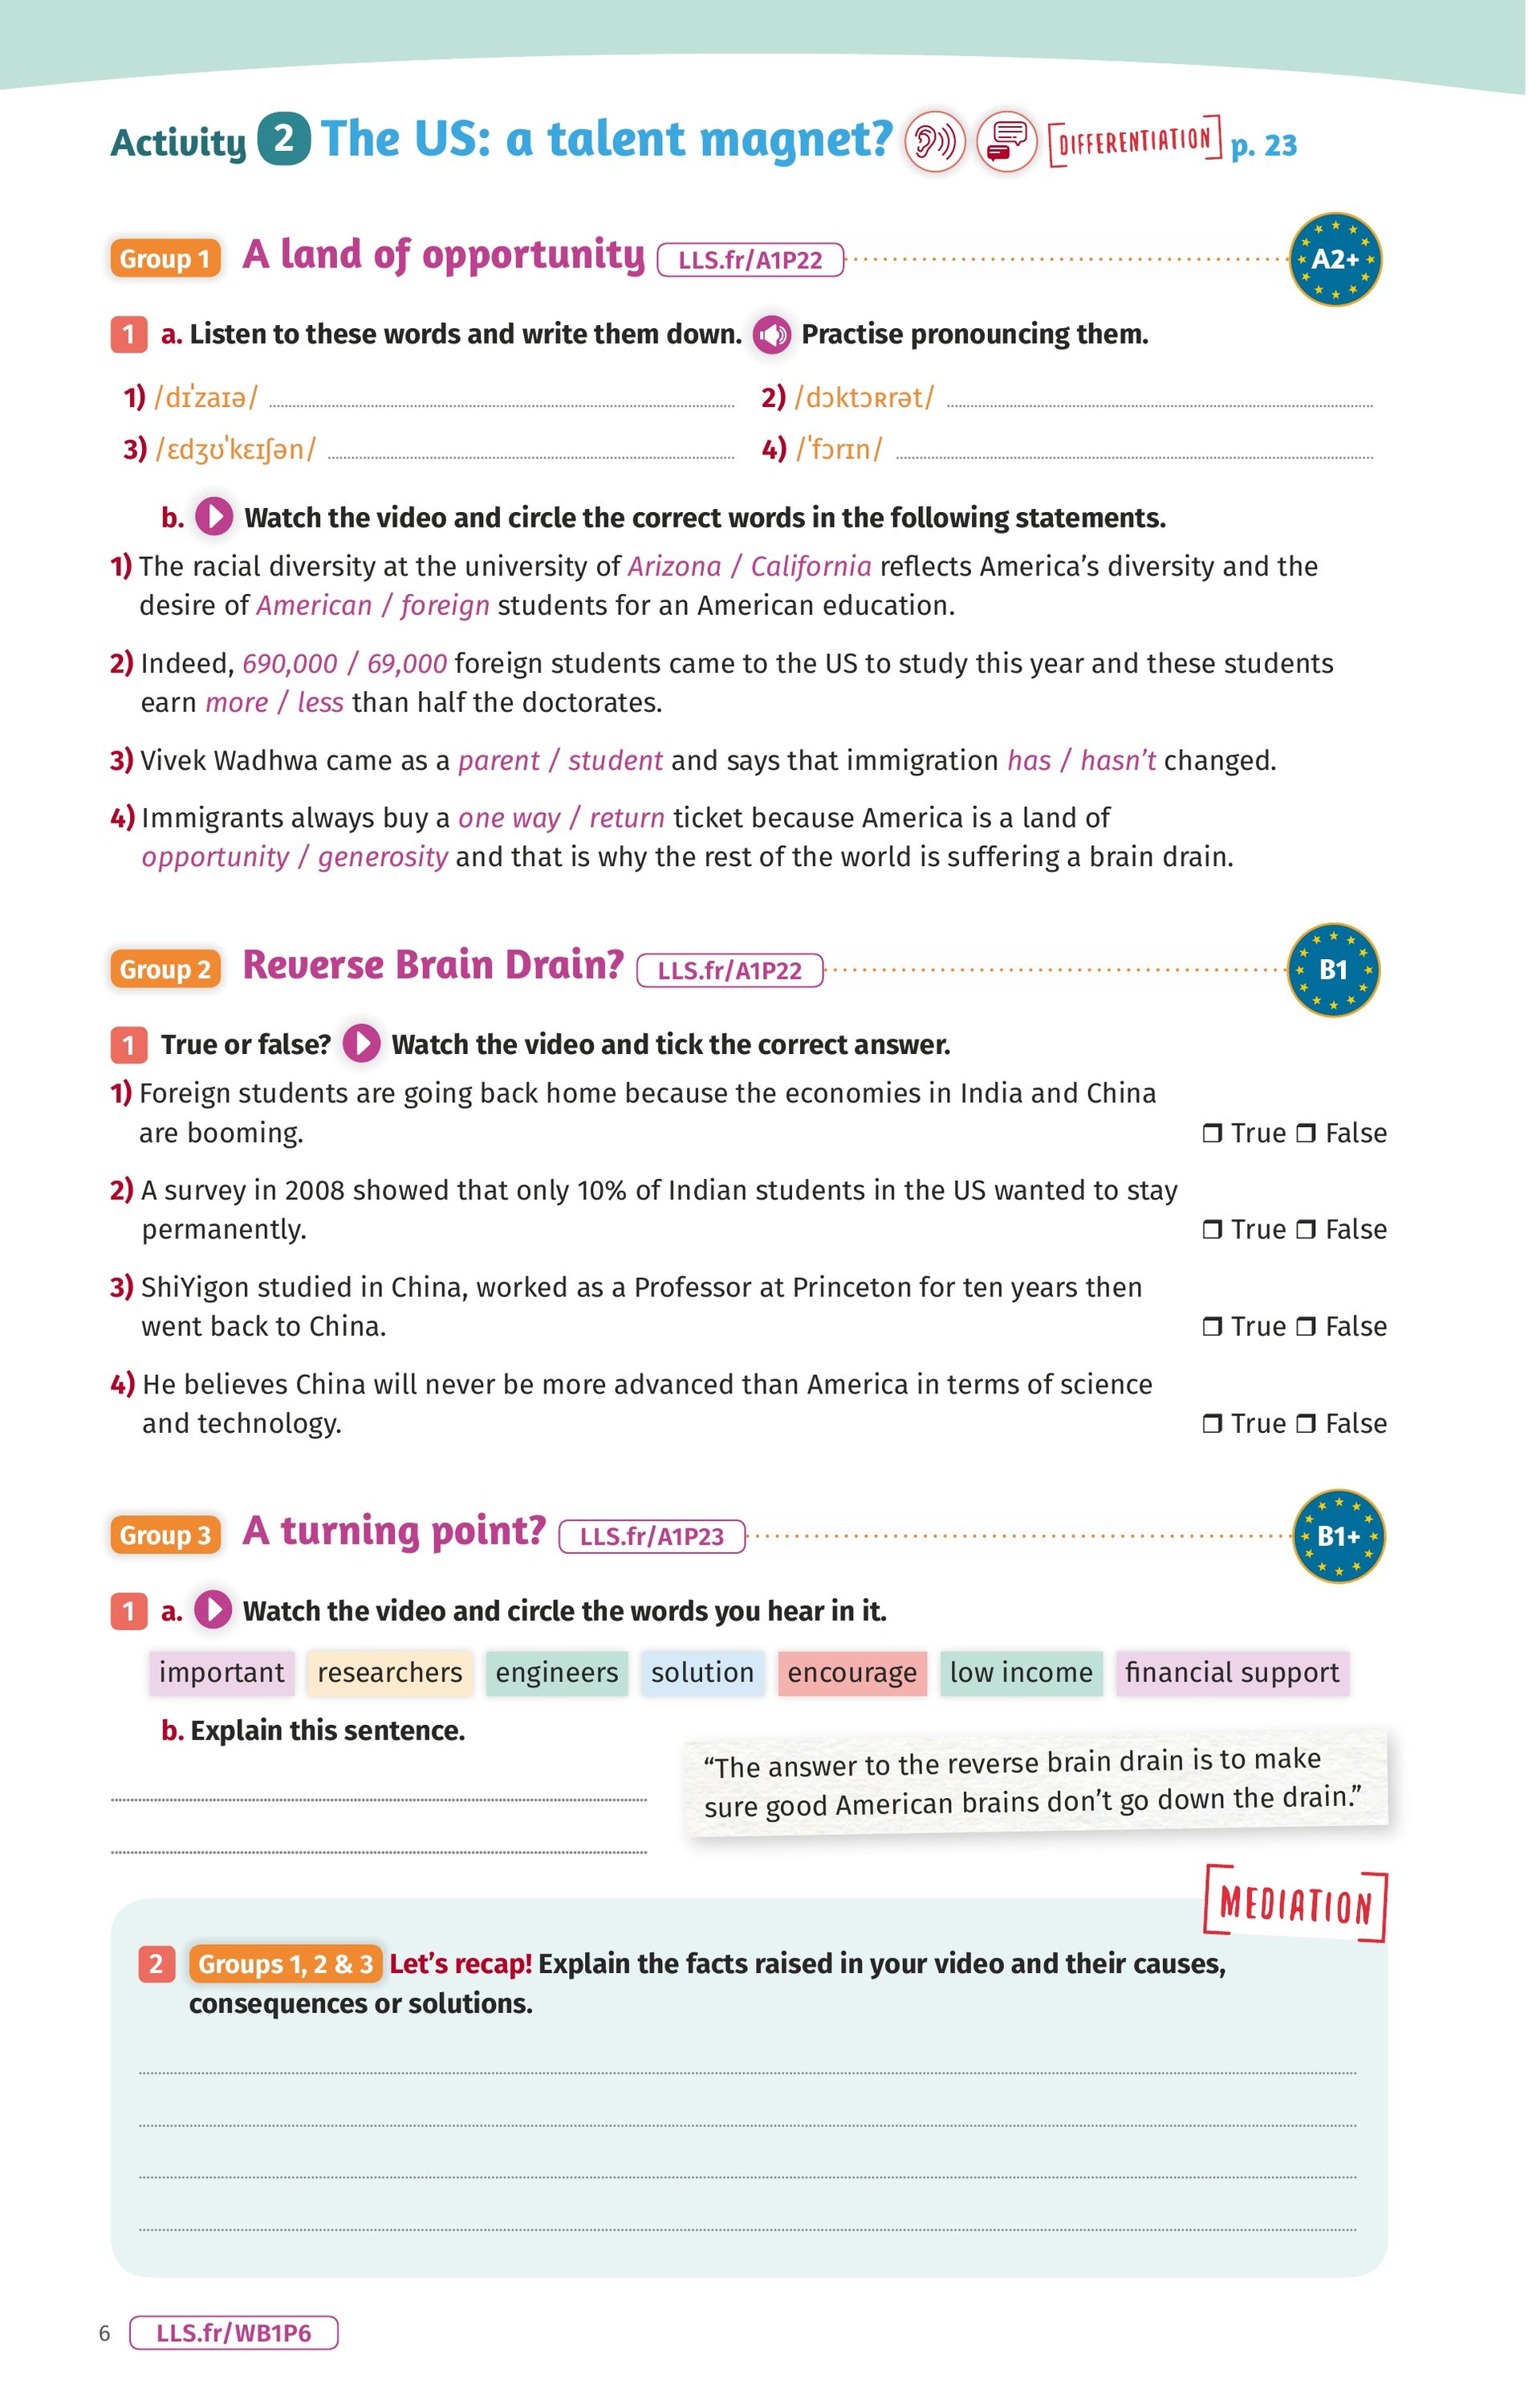 Activity 2 The US: a talent magnet? DIFFERENTIATION p. 23
Group 1 A land of opportunity LLS.fr/A1P22 A2+
1 a. Listen to these words and write them down. Practise pronouncing them.
1) /dɪˈzaɪə/ 2) /dɔktɔʀrət/
3) /ɛdʒʊˈkɛɪʃən/ 4) /ˈfɔrɪn/
b. Watch the video and circle the correct words in the following statements.
1) The racial diversity at the university of Arizona / California reflects America’s diversity and the
desire of American / foreign students for an American education.
2) Indeed, 690,000 / 69,000 foreign students came to the US to study this year and these students
earn more / less than half the doctorates.
3) Vivek Wadhwa came as a parent / student and says that immigration has / hasn’t changed.
4) Immigrants always buy a one way / return ticket because America is a land of
opportunity / generosity and that is why the rest of the world is suffering a brain drain.
Group 2 Reverse Brain Drain? LLS.fr/A1P22 B1
1 True or false? Watch the video and tick the correct answer.
1) Foreign students are going back home because the economies in India and China
are booming. ❒ True ❒ False
2) A survey in 2008 showed that only 10% of Indian students in the US wanted to stay
permanently. ❒ True ❒ False
3) ShiYigon studied in China, worked as a Professor at Princeton for ten years then
went back to China. ❒ True ❒ False
4) He believes China will never be more advanced than America in terms of science
and technology. ❒ True ❒ False
Group 3 A turning point? LLS.fr/A1P23 B1+
1 a. Watch the video and circle the words you hear in it.
important researchers engineers solution encourage low income financial support
b. Explain this sentence.
“The answer to the reverse brain drain is to make
sure good American brains don’t go down the drain.”
MEDIATION
2 Groups 1, 2 & 3 Let’s recap! Explain the facts raised in your video and their causes,
consequences or solutions.
6 LLS.fr/WB1P6